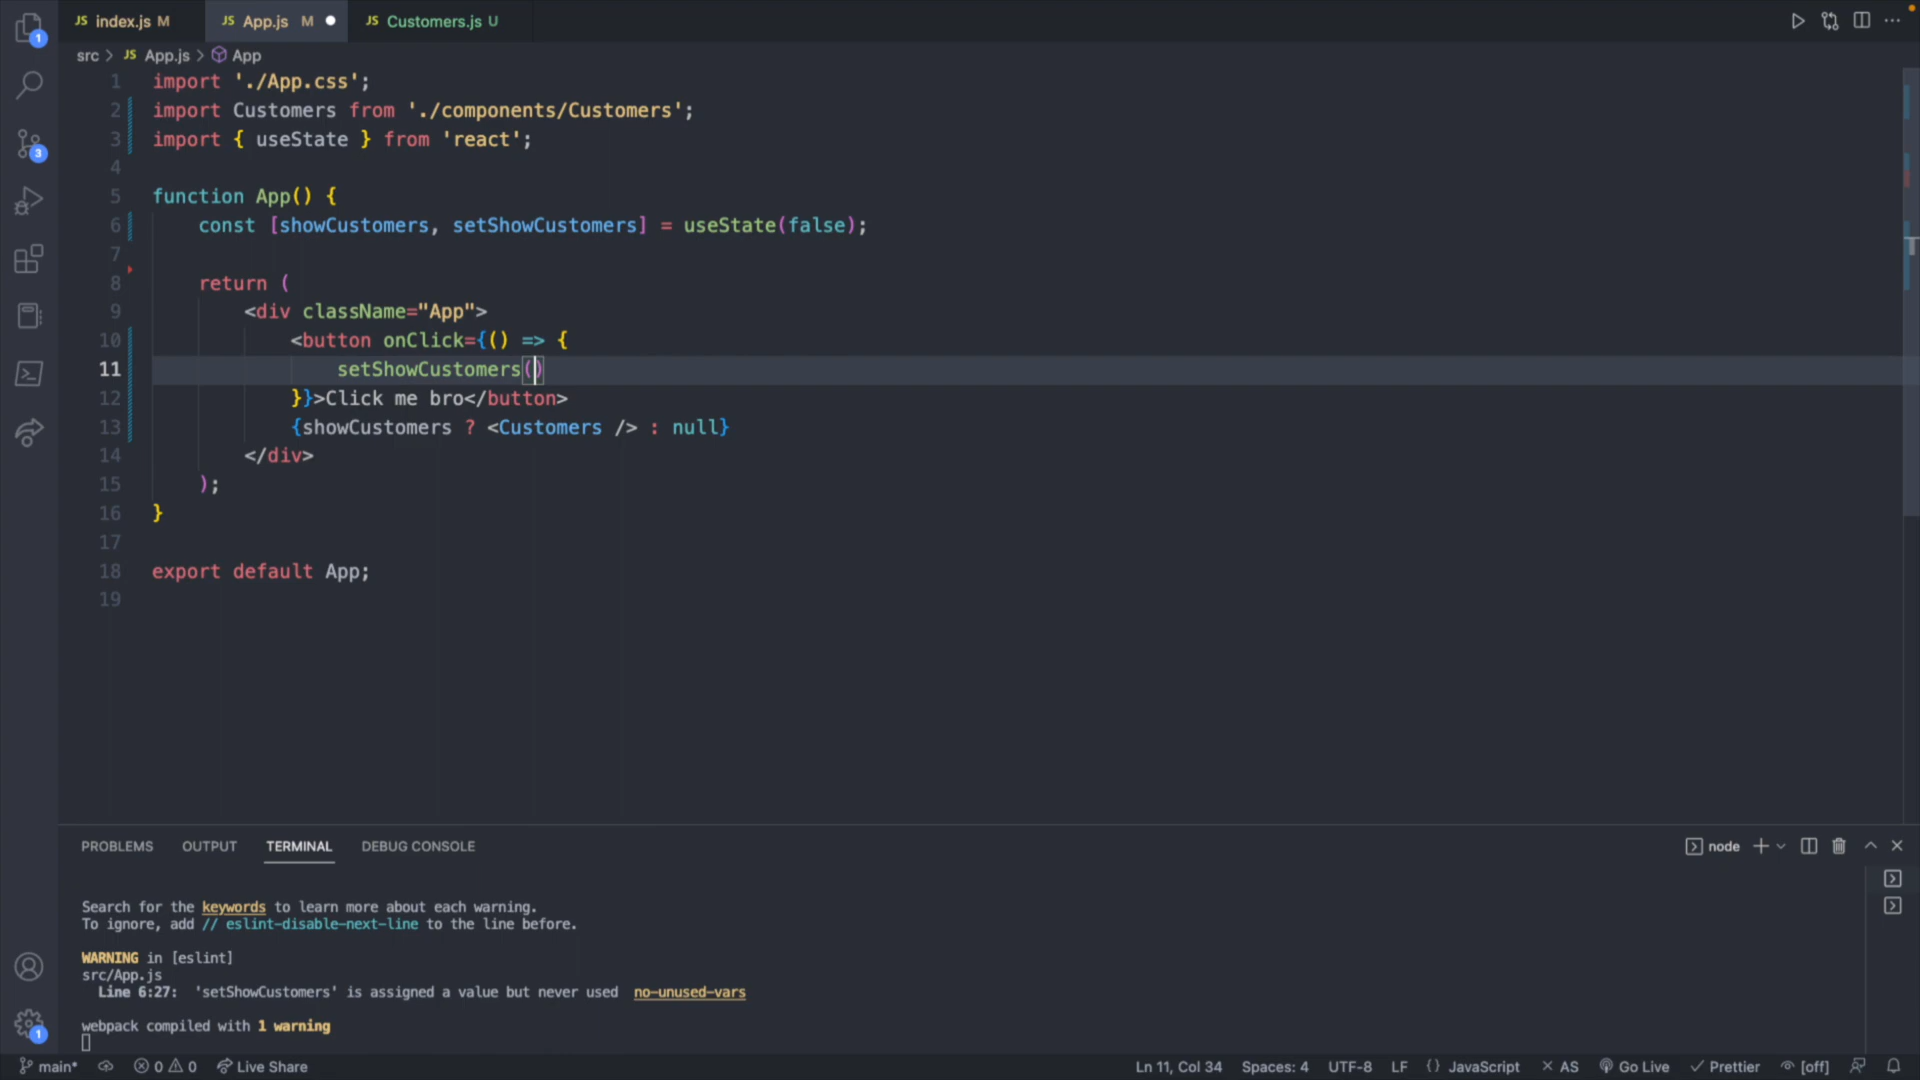 JS index.js M JS App.js M JS Customers.js U
src > JS App.js > App
1 import './App.css';
2 import Customers from './components/Customers';
3 import { useState } from 'react';
4
5 function App() {
6 const [showCustomers, setShowCustomers] = useState(false);
7
8 return (
9 <div className="App">
10 <button onClick={() => {
11 setShowCustomers()
12 }}>Click me bro</button>
13 {showCustomers ? <Customers /> : null}
14 </div>
15 );
16 }
17
18 export default App;
19
1
3
PROBLEMS OUTPUT TERMINAL DEBUG CONSOLE node
Search for the keywords to learn more about each warning.
To ignore, add // eslint-disable-next-line to the line before.
WARNING in [eslint]
src/App.js
Line 6:27: 'setShowCustomers' is assigned a value but never used no-unused-vars
webpack compiled with 1 warning
1
main* 0 0 Live Share Ln 11, Col 34 Spaces: 4 UTF-8 LF {} JavaScript AS Go Live Prettier [off]